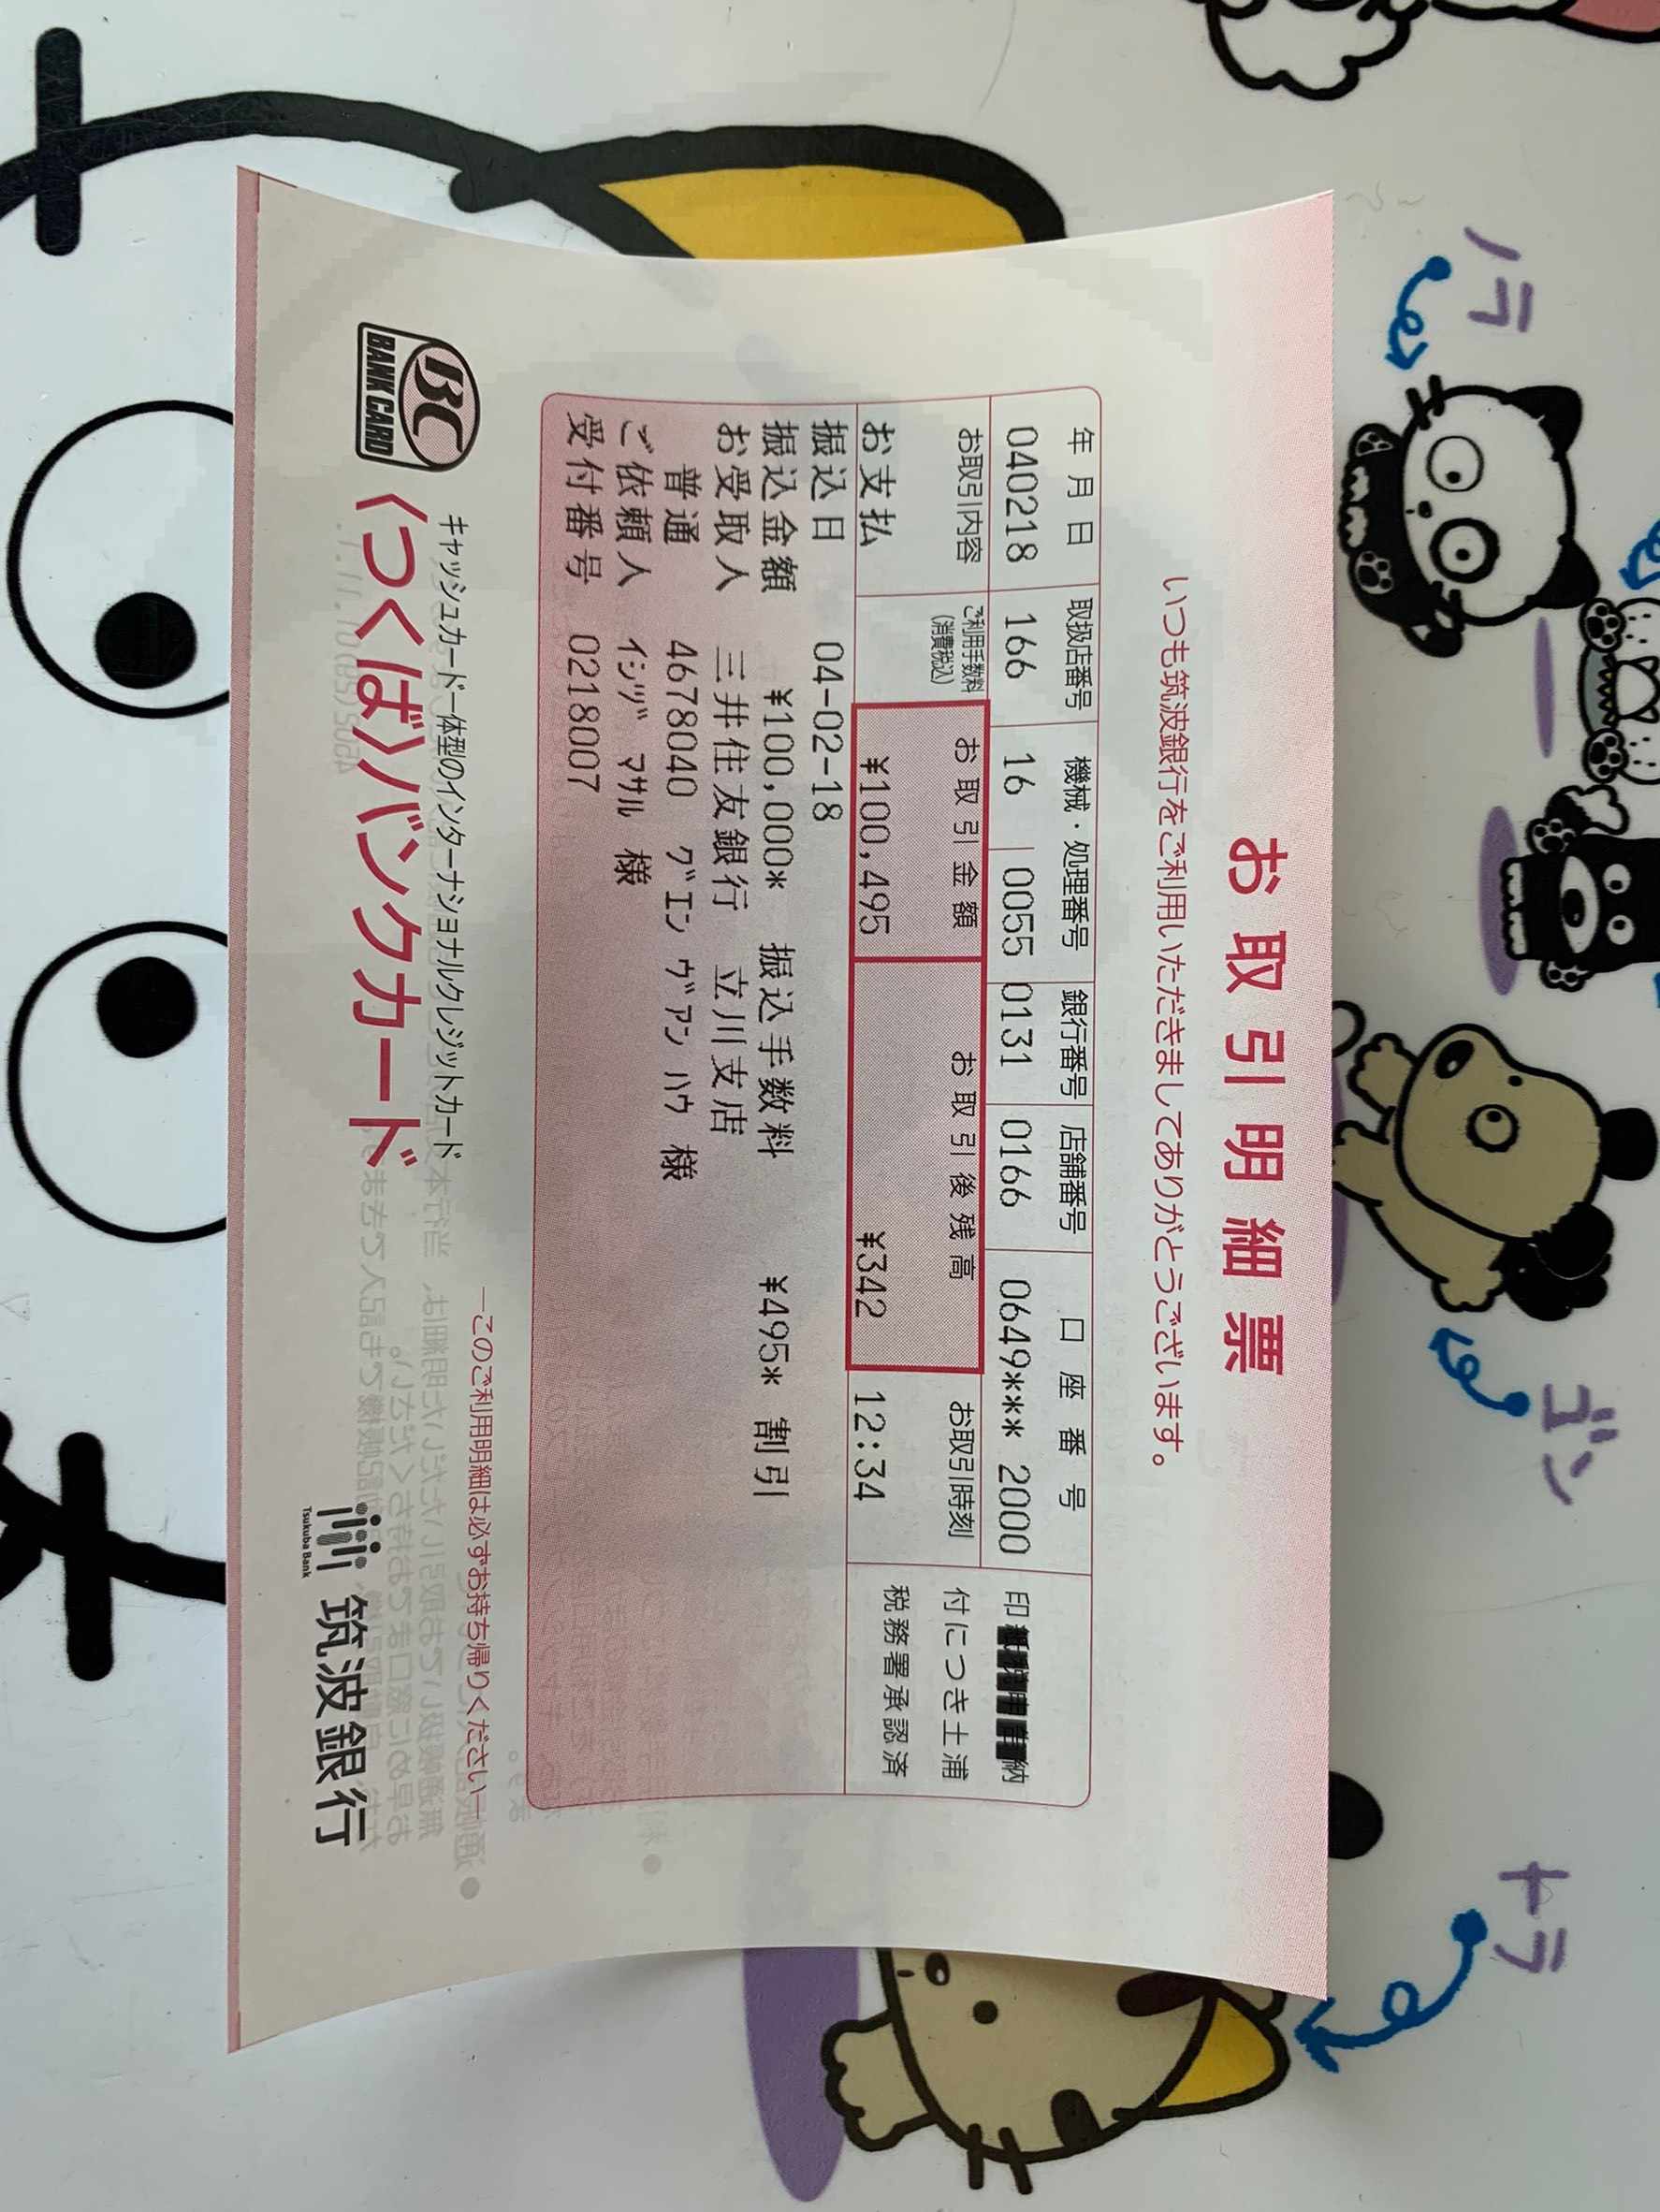 お取引明細票
いつも筑波銀行をご利用いただきましてありがとうございます。
年月日 取扱店番号 機械・処理番号 銀行番号 店舗番号 口座番号
040218 166 16 0055 0131 0166 0649*** 2000
お取引内容 ご利用手数料 (消費税込) お取引金額 お取引後残高 お取引時刻
お支払 ¥100,495 ¥342 12:34
印 納
付につき土浦
税務署承認済
振込日 04-02-18
振込金額 ¥100,000* 振込手数料 ¥495* 割引
お受取人 三井住友銀行 立川支店
普通 4678040 グエン ヴアン ハウ 様
ご依頼人 イシヅ マサル 様
受付番号 0218007
―このご利用明細は必ずお持ち帰りください―
BC
BANK CARD
キャッシュカード一体型のインターナショナルクレジットカード
〈つくば〉バンクカード
Tsukuba Bank
筑波銀行
ノラ
ゴン
トラ